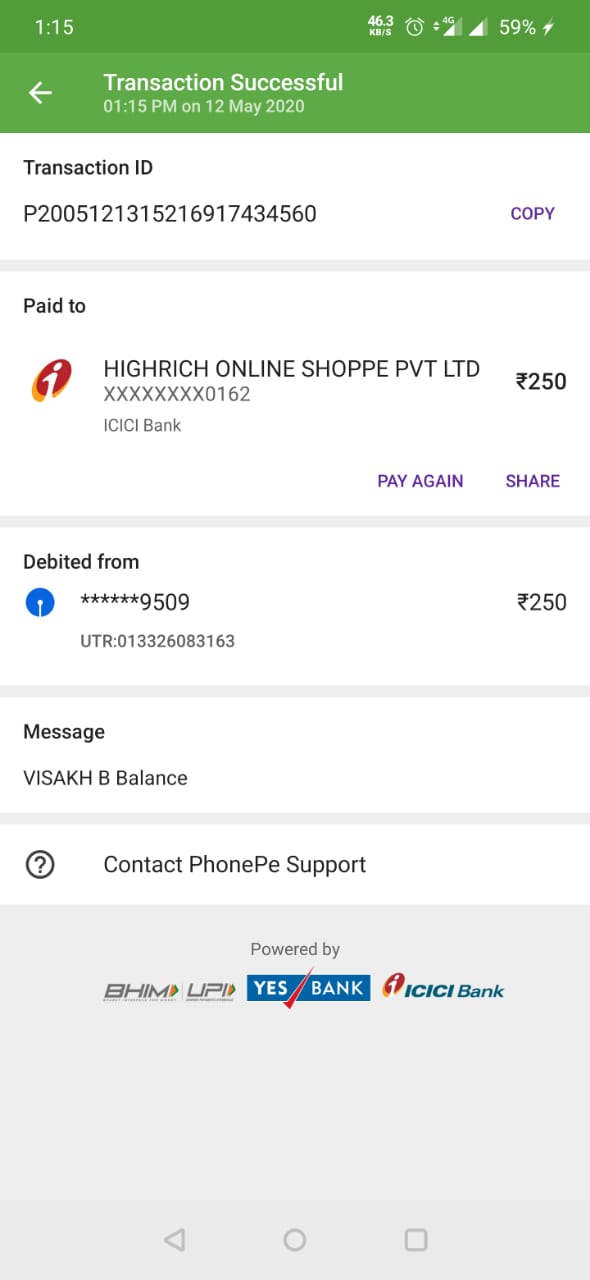 1:15
46.3
KB/S
4G
59%
Transaction Successful
01:15 PM on 12 May 2020
Transaction ID
P2005121315216917434560
COPY
Paid to
HIGHRICH ONLINE SHOPPE PVT LTD
XXXXXXXX0162
₹250
ICICI Bank
PAY AGAIN
SHARE
Debited from
******9509
₹250
UTR:013326083163
Message
VISAKH B Balance
Contact PhonePe Support
Powered by
BHIM
UPI
YES BANK
ICICI Bank